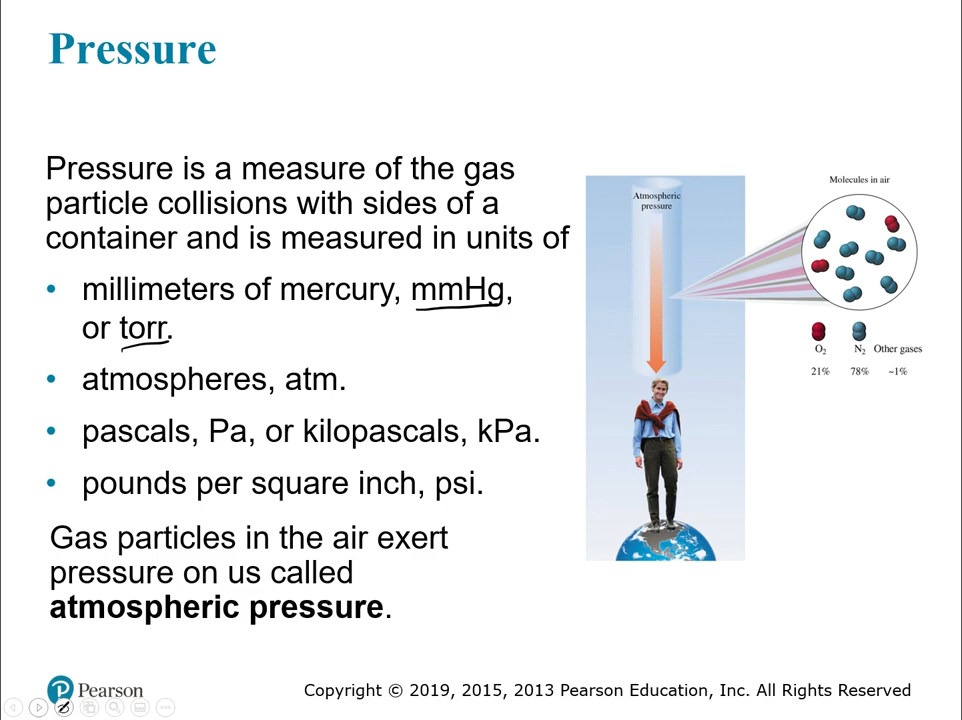 Pressure
Pressure is a measure of the gas
particle collisions with sides of a
container and is measured in units of
• millimeters of mercury, mmHg,
or torr.
• atmospheres, atm.
• pascals, Pa, or kilopascals, kPa.
• pounds per square inch, psi.
Gas particles in the air exert
pressure on us called
atmospheric pressure.
Atmospheric
pressure
Molecules in air
O₂ N₂ Other gases
21% 78% ~1%
Pearson
Copyright © 2019, 2015, 2013 Pearson Education, Inc. All Rights Reserved